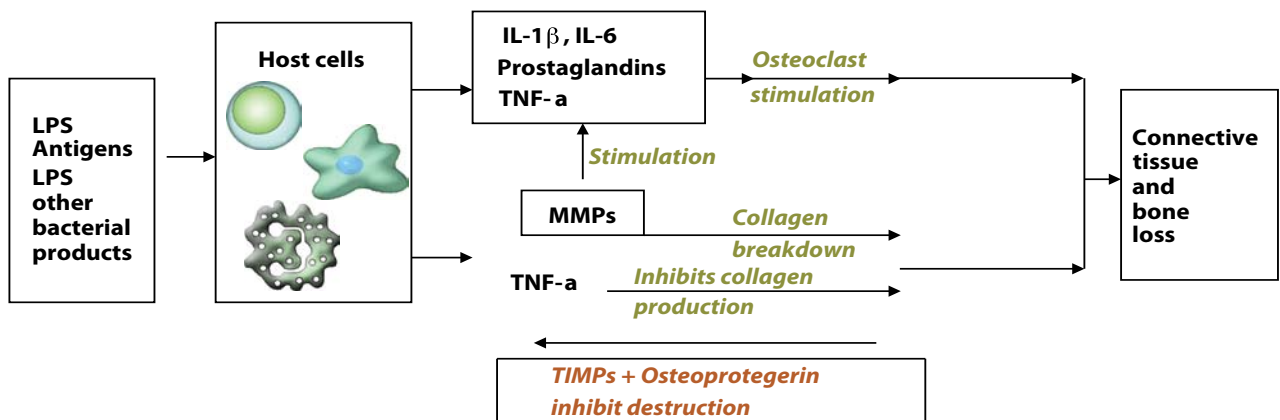 LPS
Antigens
LPS
other
bacterial
products
Host cells
IL-1β, IL-6
Prostaglandins
TNF-a
Osteoclast
stimulation
Stimulation
MMPs
Collagen
breakdown
TNF-a
Inhibits collagen
production
TIMPs + Osteoprotegerin
inhibit destruction
Connective
tissue
and
bone
loss